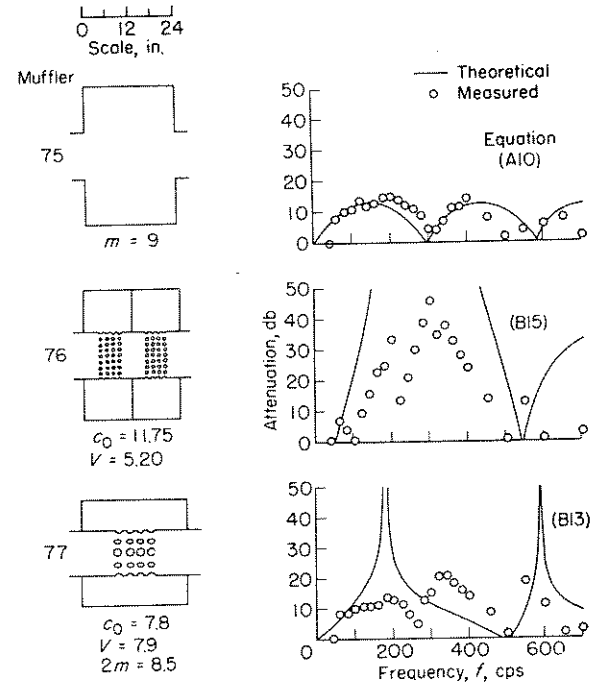 0 12 24
Scale, in.
Muffler
75
m = 9
76
c0 = 11.75
V = 5.20
77
c0 = 7.8
V = 7.9
2m = 8.5
Theoretical
Measured
50
40
30
20
10
0
Equation
(A10)
50
40
30
20
10
0
(B15)
Attenuation, db
50
40
30
20
10
0
(B13)
200 400 600
Frequency, f, cps